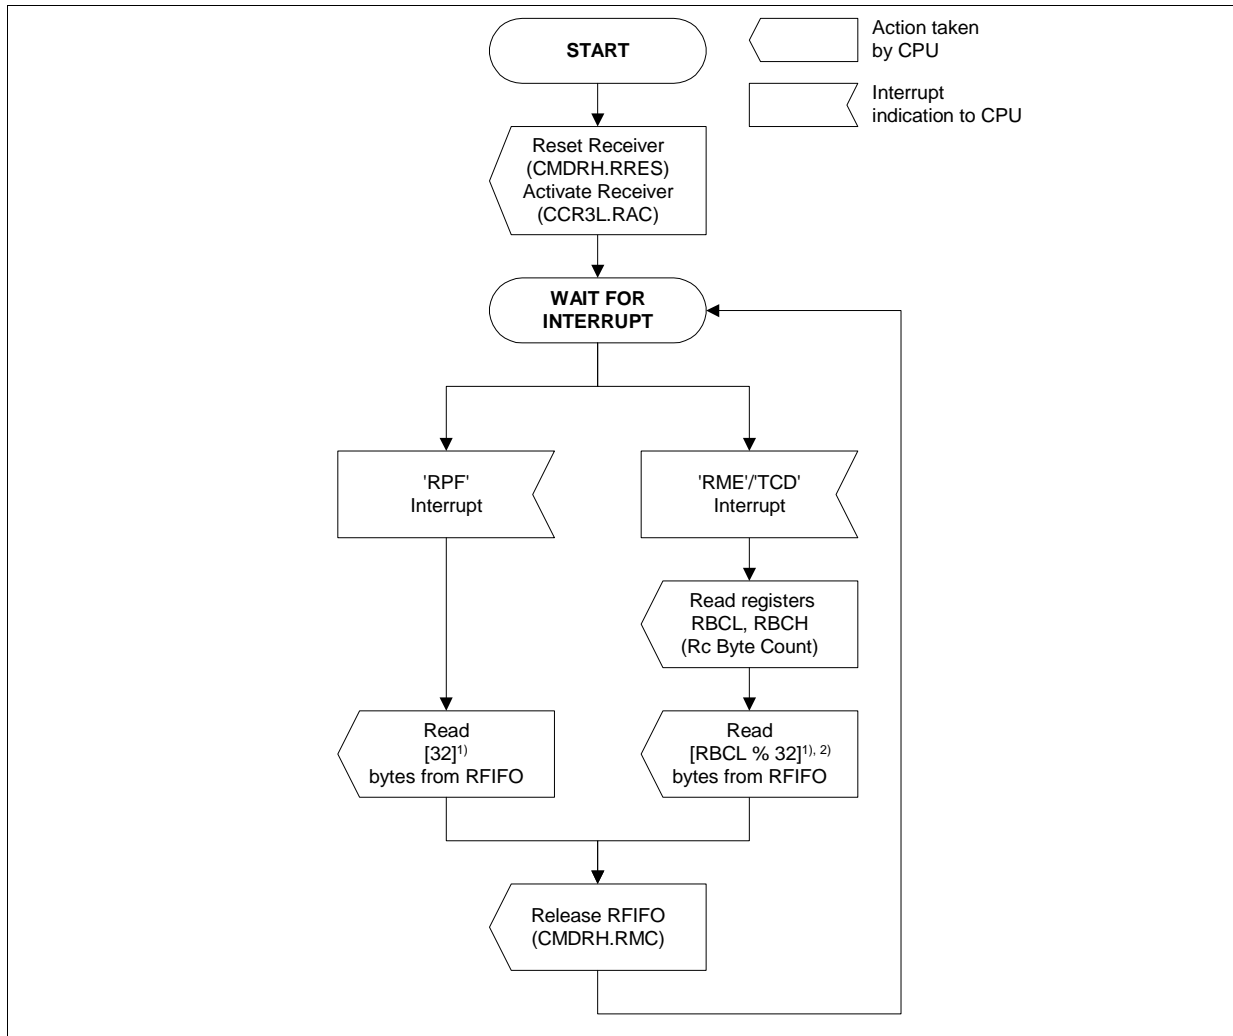 START
Action taken
by CPU
Interrupt
indication to CPU
Reset Receiver
(CMDRH.RRES)
Activate Receiver
(CCR3L.RAC)
WAIT FOR
INTERRUPT
'RPF'
Interrupt
'RME'/'TCD'
Interrupt
Read registers
RBCL, RBCH
(Rc Byte Count)
Read
[32]1)
bytes from RFIFO
Read
[RBCL % 32]1), 2)
bytes from RFIFO
Release RFIFO
(CMDRH.RMC)